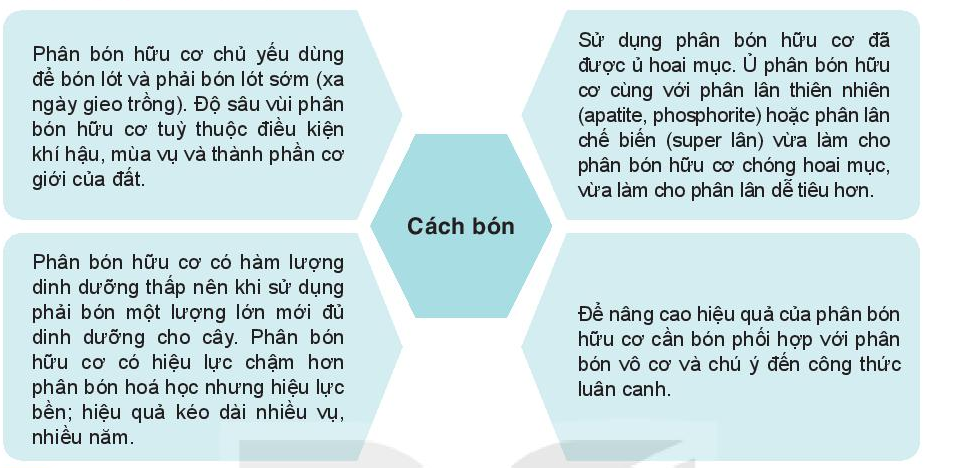 Phân bón hữu cơ chủ yếu dùng
để bón lót và phải bón lót sớm (xa
ngày gieo trồng). Độ sâu vùi phân
bón hữu cơ tuỳ thuộc điều kiện
khí hậu, mùa vụ và thành phần cơ
giới của đất.
Sử dụng phân bón hữu cơ đã
được ủ hoai mục. Ủ phân bón hữu
cơ cùng với phân lân thiên nhiên
(apatite, phosphorite) hoặc phân lân
chế biến (super lân) vừa làm cho
phân bón hữu cơ chóng hoai mục,
vừa làm cho phân lân dễ tiêu hơn.
Cách bón
Phân bón hữu cơ có hàm lượng
dinh dưỡng thấp nên khi sử dụng
phải bón một lượng lớn mới đủ
dinh dưỡng cho cây. Phân bón
hữu cơ có hiệu lực chậm hơn
phân bón hoá học nhưng hiệu lực
bền; hiệu quả kéo dài nhiều vụ,
nhiều năm.
Để nâng cao hiệu quả của phân bón
hữu cơ cần bón phối hợp với phân
bón vô cơ và chú ý đến công thức
luân canh.